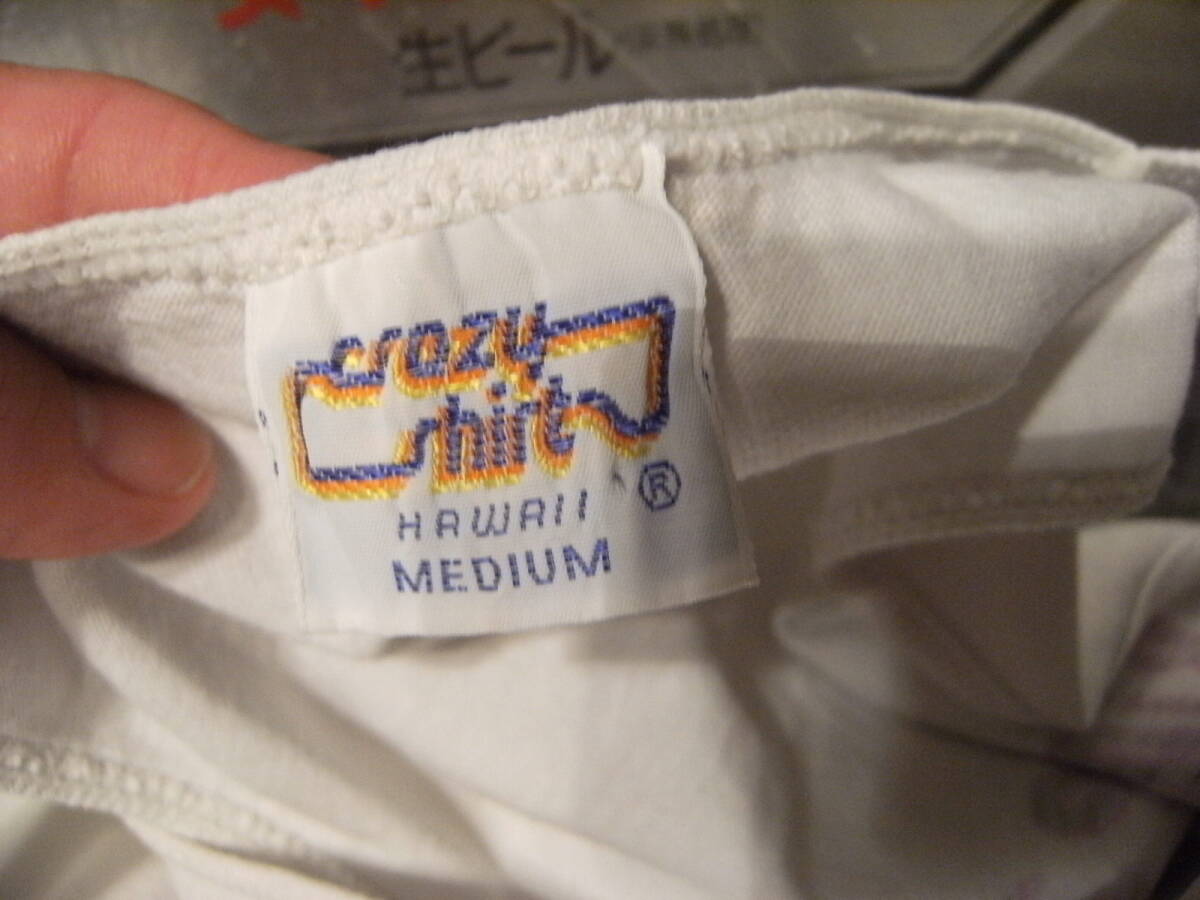 生ビール
crazy
shirt
HAWAII ®
MEDIUM